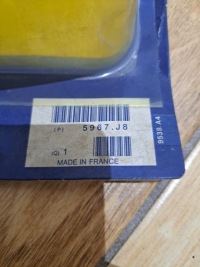 (P) 5967.J8
(Q) 1
MADE IN FRANCE
9538.A4